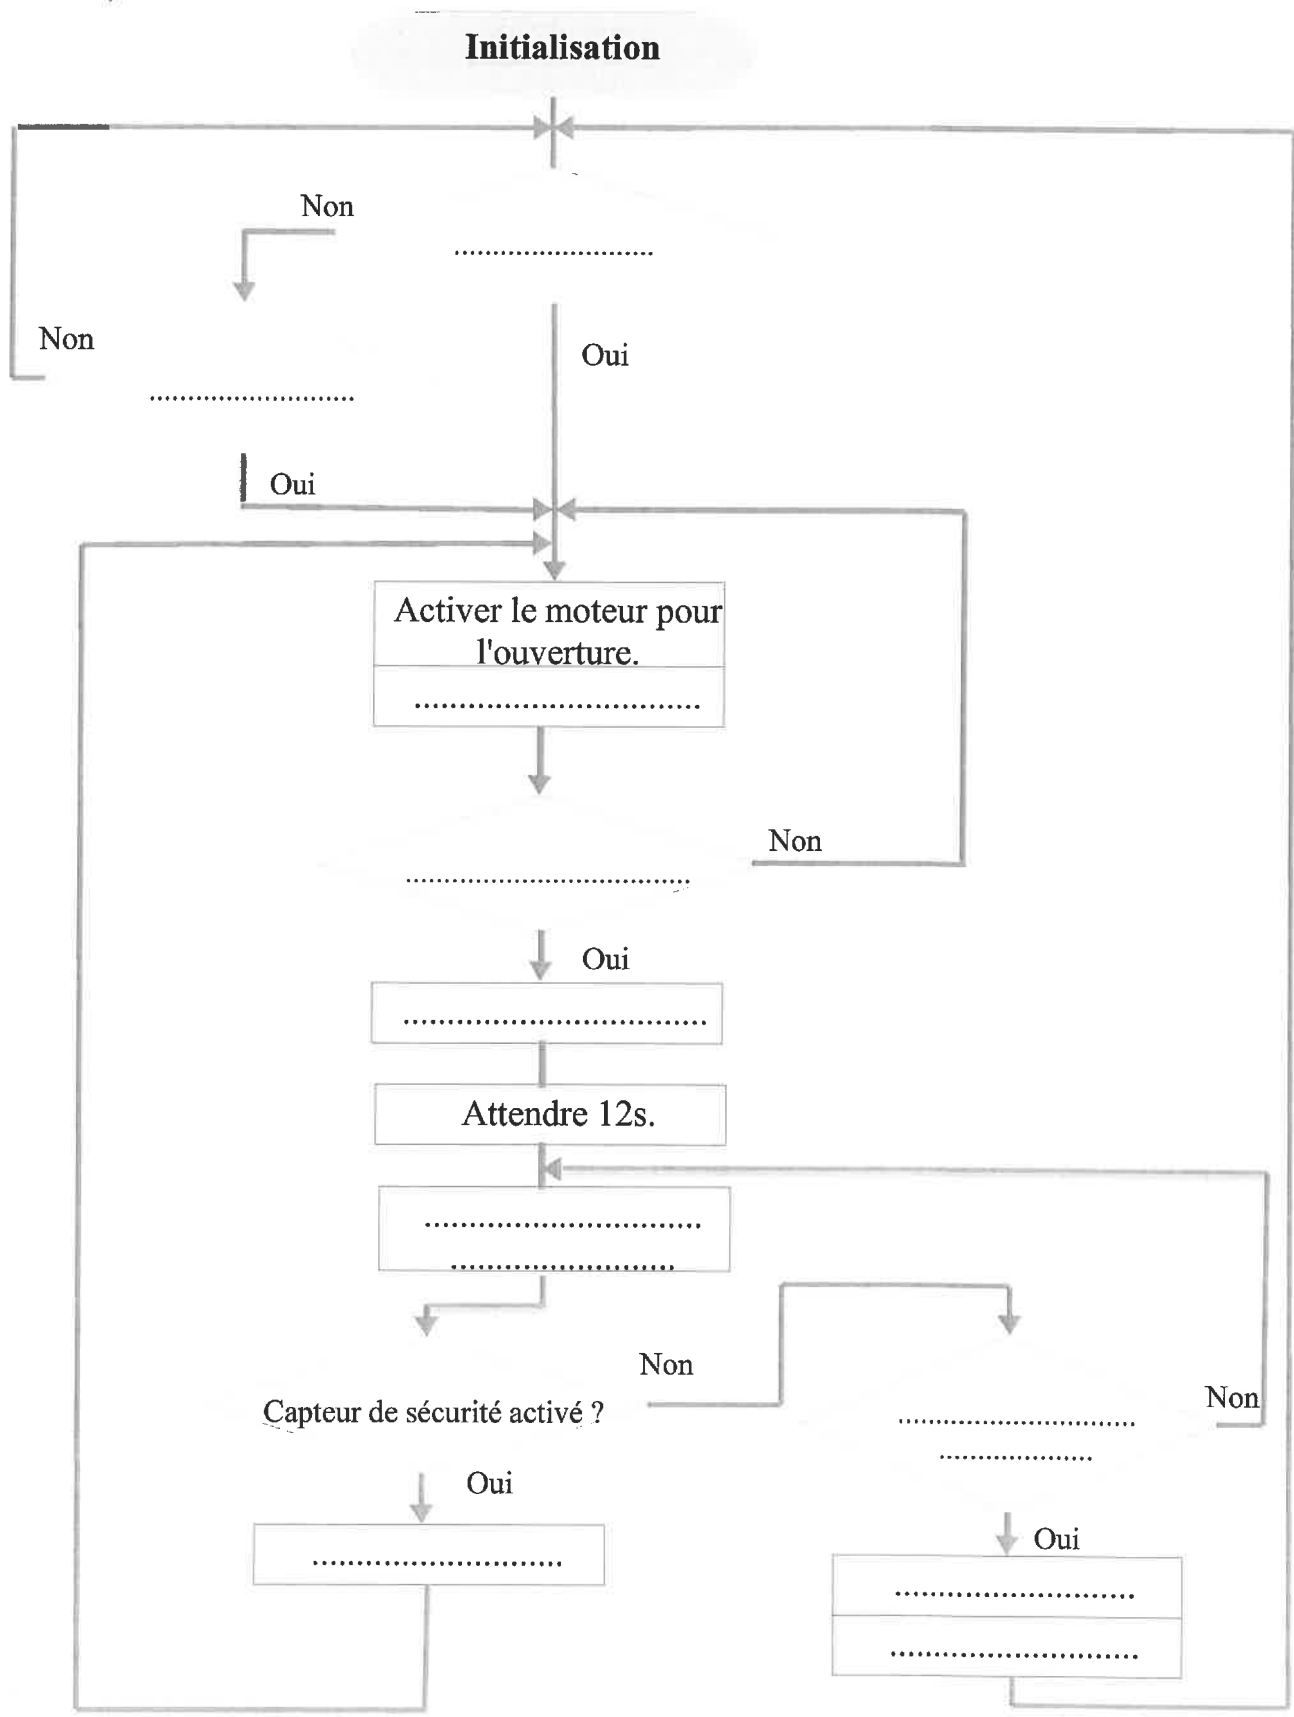 Initialisation
Non
..........................
Non
Oui
...........................
Oui
Activer le moteur pour
l'ouverture.
................................
Non
.....................................
Oui
..................................
Attendre 12s.
...............................
.........................
Non
Capteur de sécurité activé ?
Non
...............................
....................
Oui
Oui
............................
...........................
............................